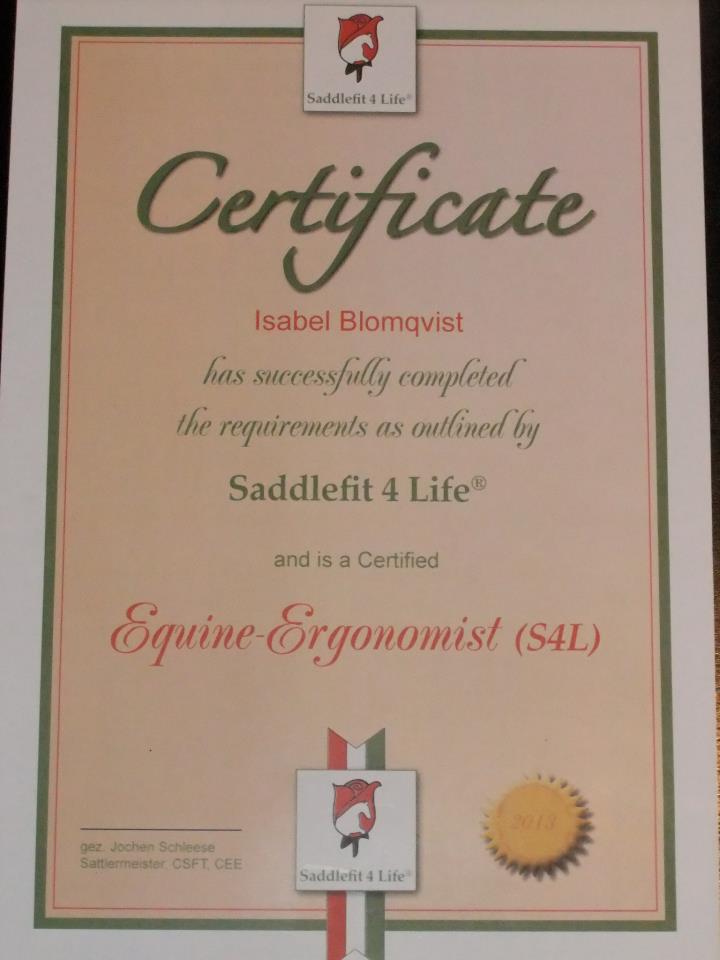 Saddlefit 4 Life®
Certificate
Isabel Blomqvist
has successfully completed
the requirements as outlined by
Saddlefit 4 Life®
and is a Certified
Equine-Ergonomist (S4L)
2013
gez. Jochen Schleese
Sattlermeister, CSFT, CEE
Saddlefit 4 Life®